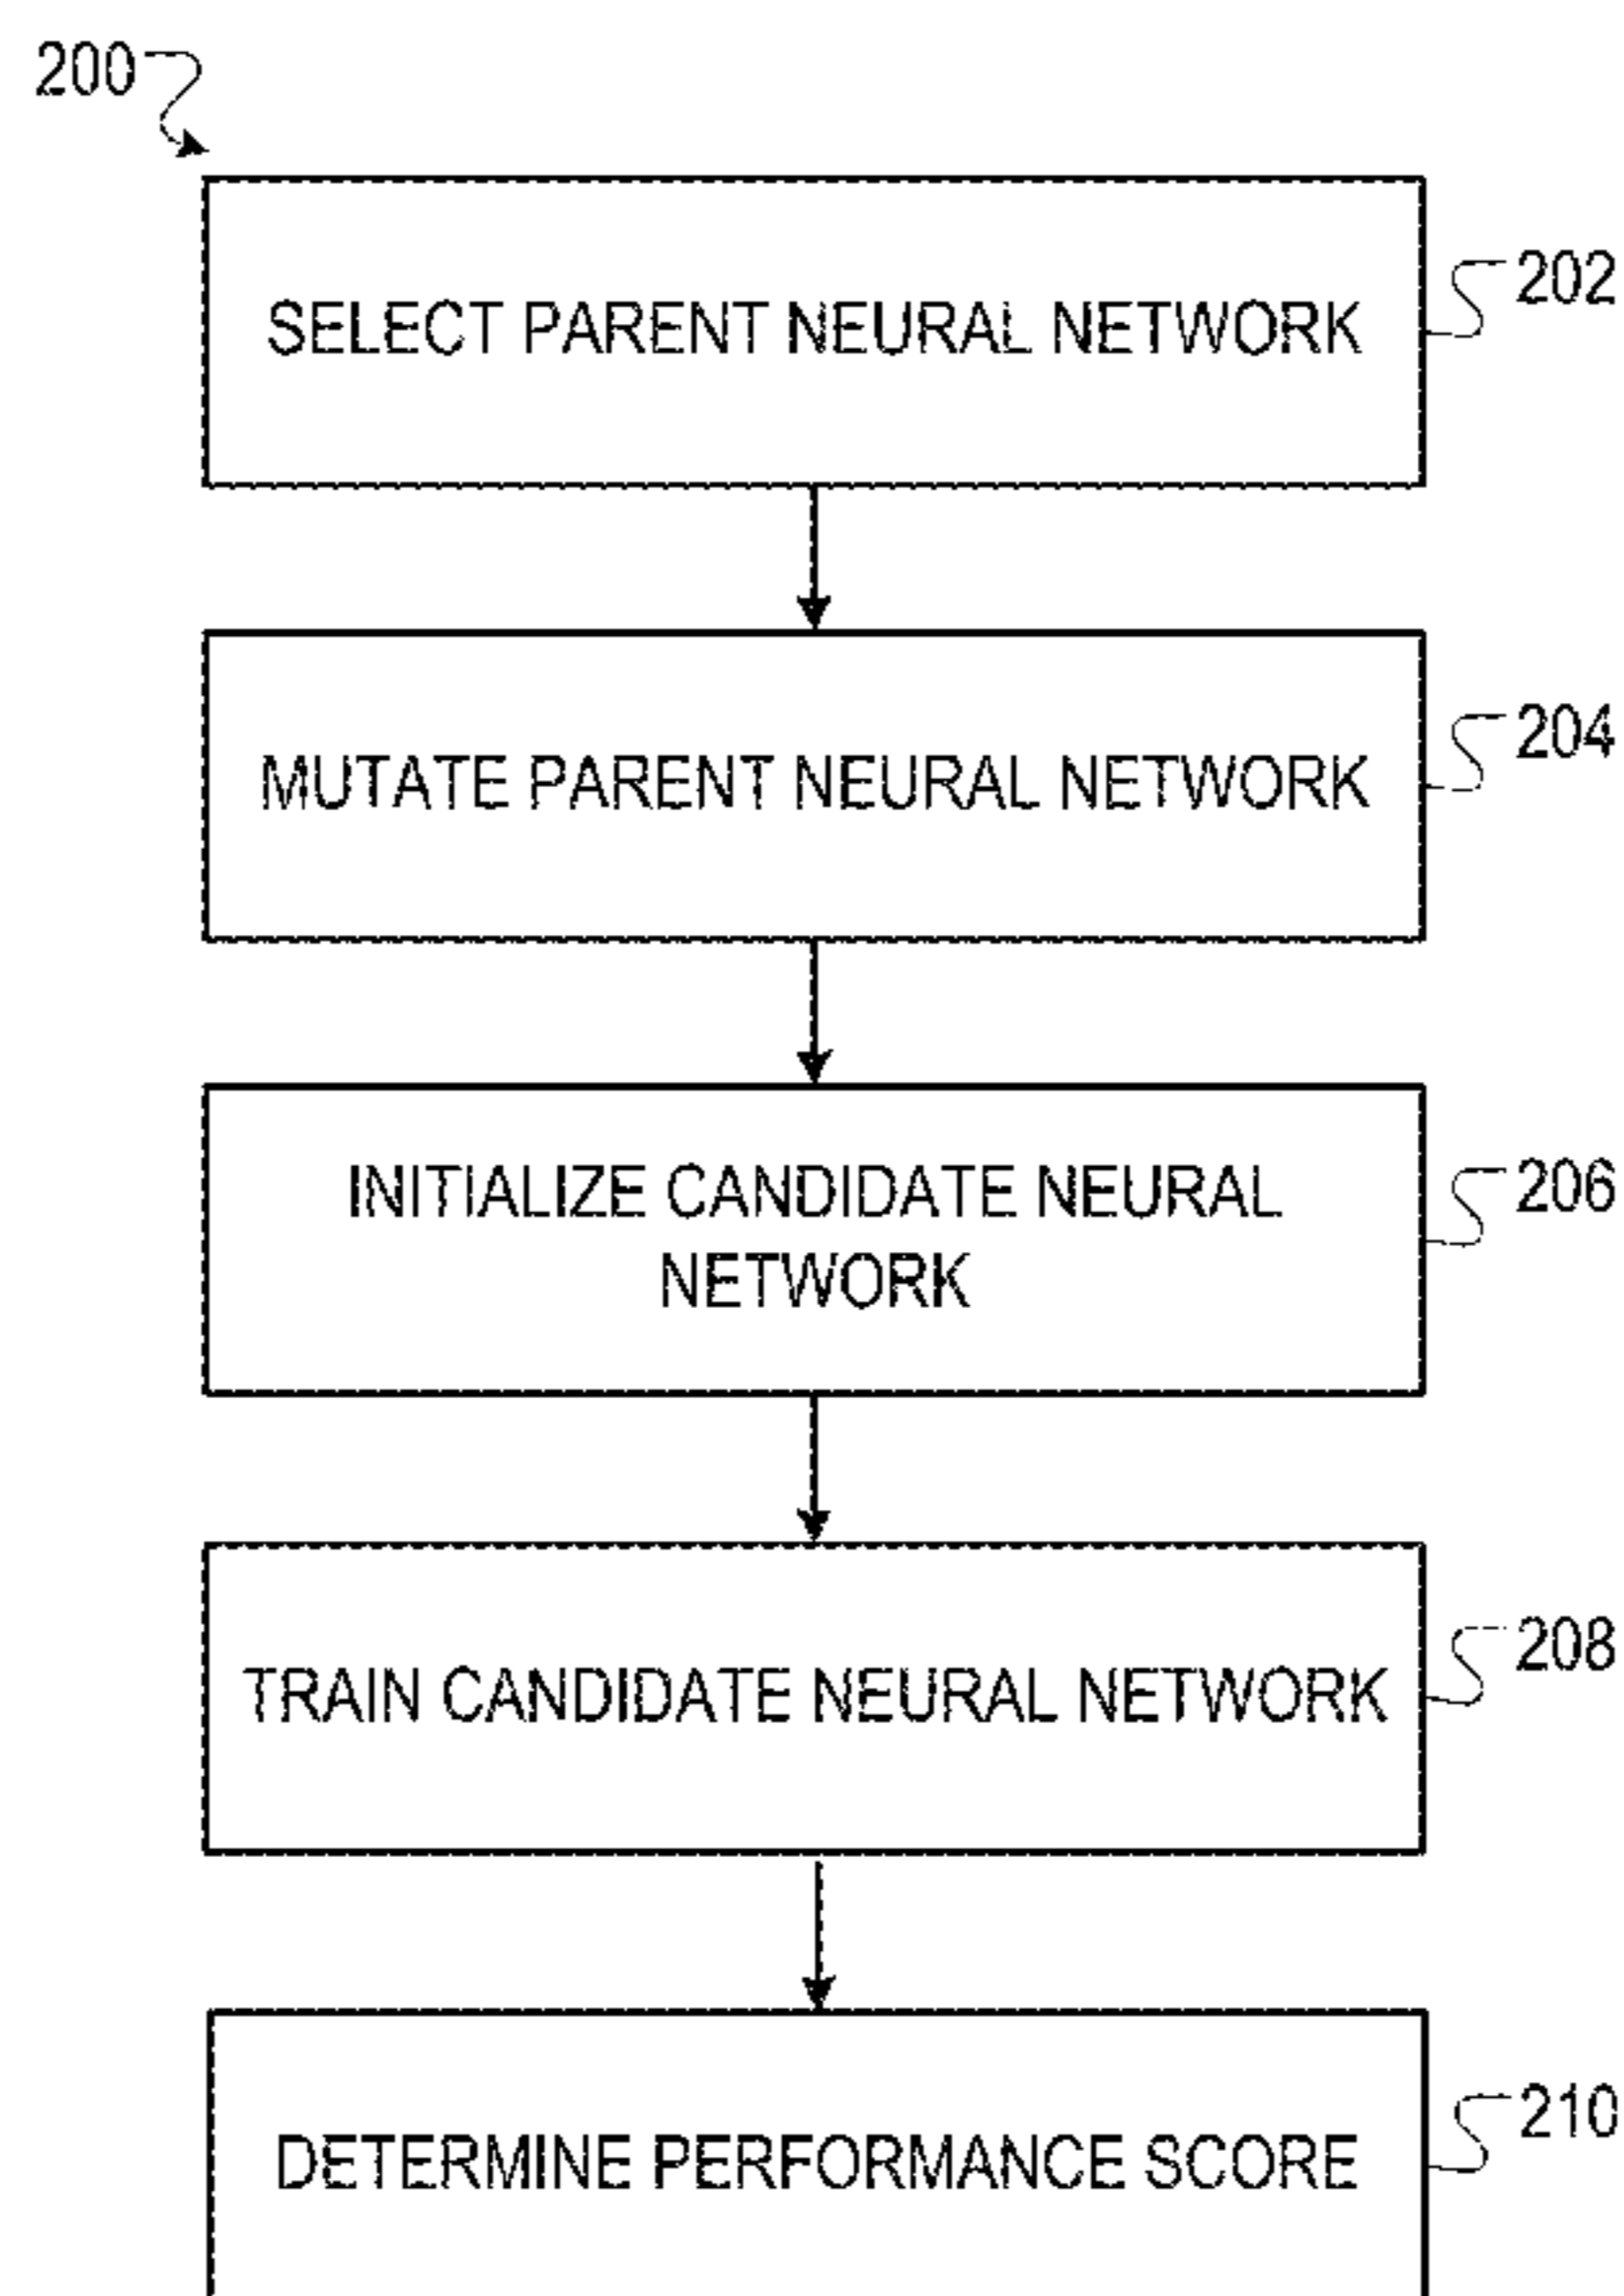 200
SELECT PARENT NEURAL NETWORK
202
MUTATE PARENT NEURAL NETWORK
204
INITIALIZE CANDIDATE NEURAL
NETWORK
206
TRAIN CANDIDATE NEURAL NETWORK
208
DETERMINE PERFORMANCE SCORE
210